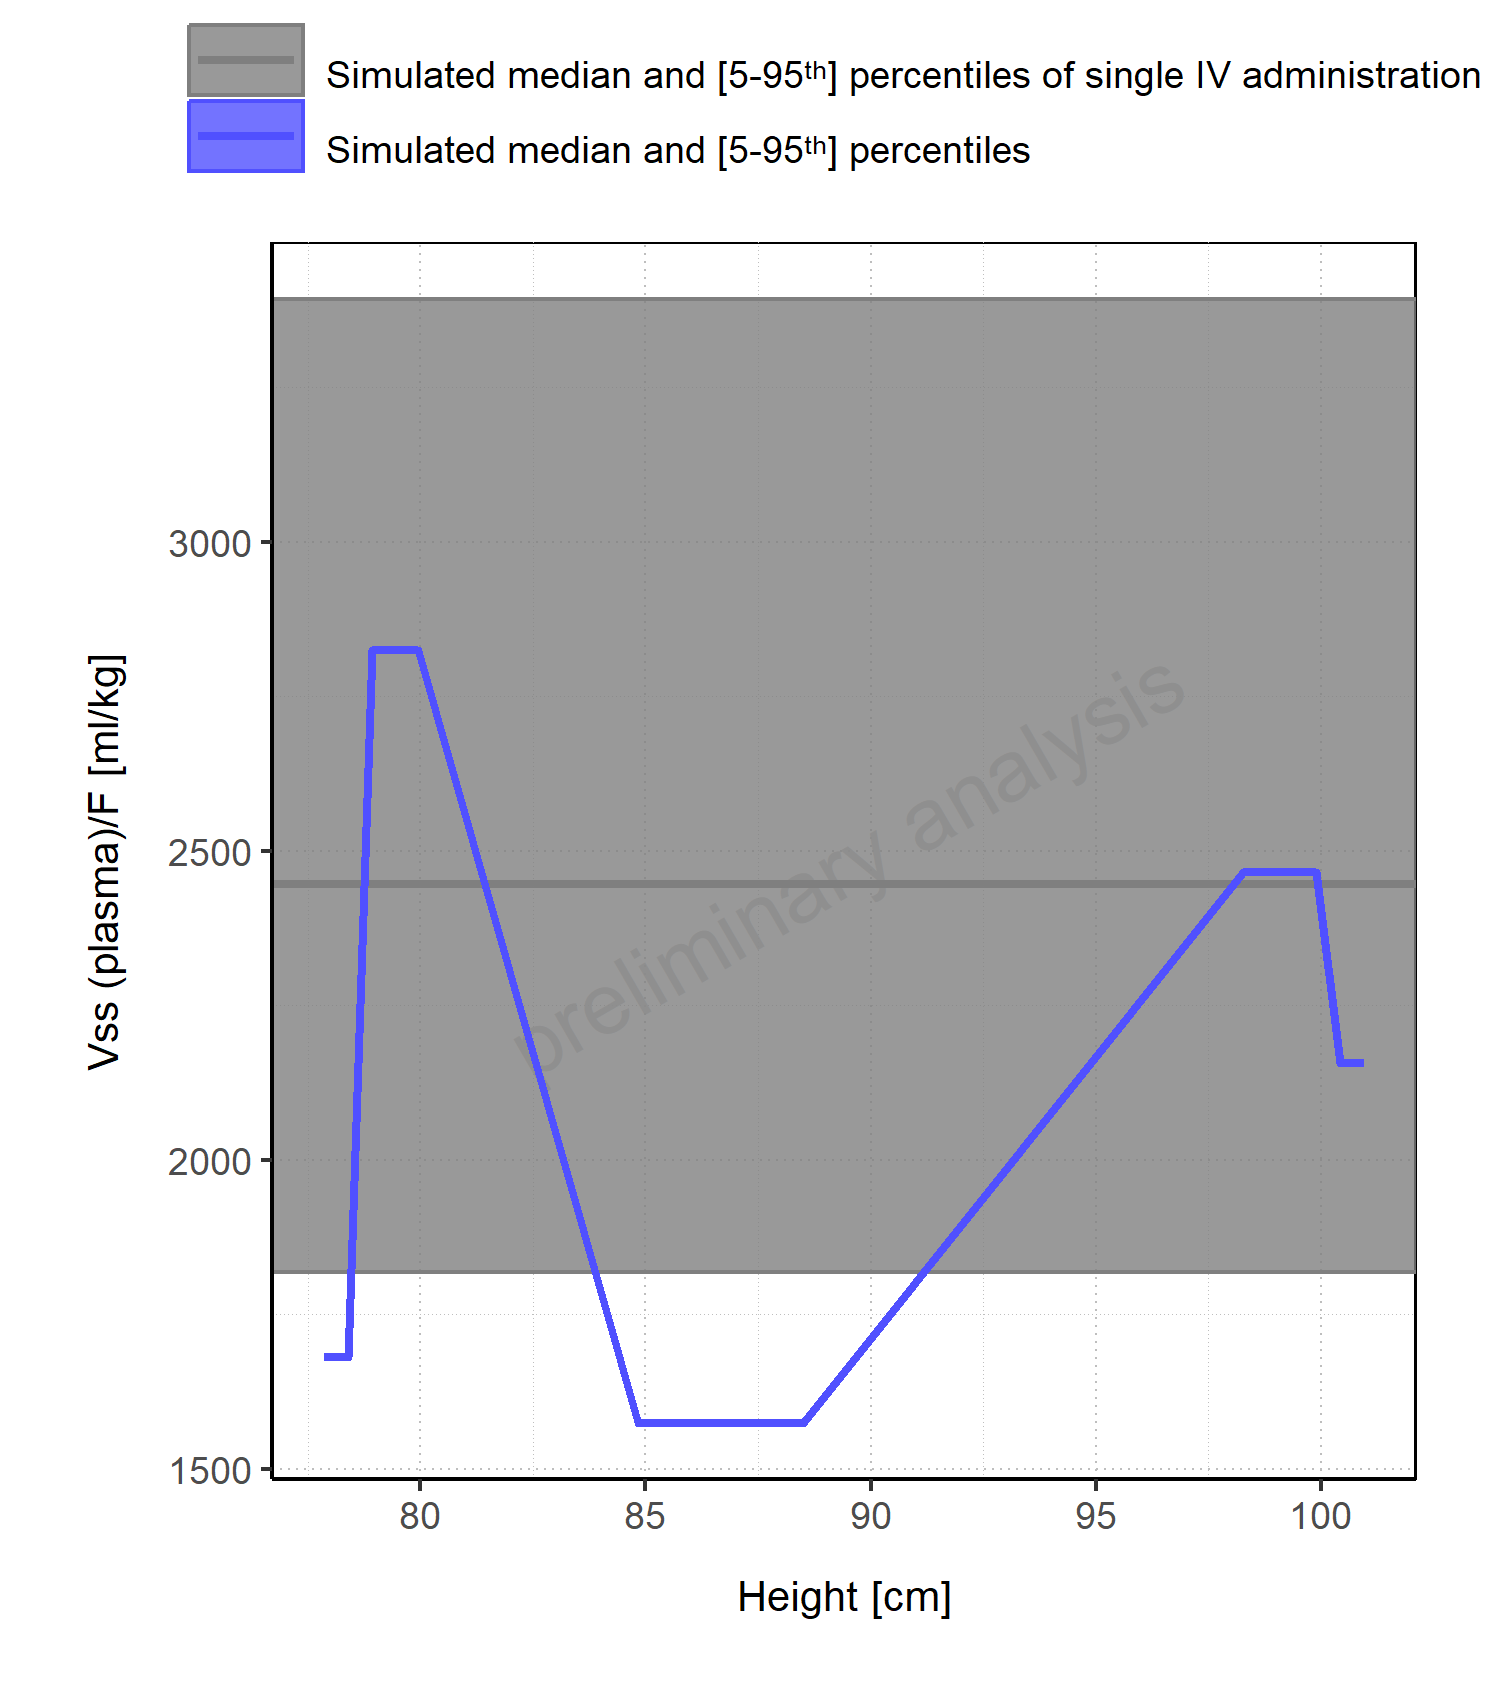 Simulated median and [5-95th] percentiles of single IV administration
Simulated median and [5-95th] percentiles
Vss (plasma)/F [ml/kg]
3000
2500
2000
1500
preliminary analysis
80 85 90 95 100
Height [cm]